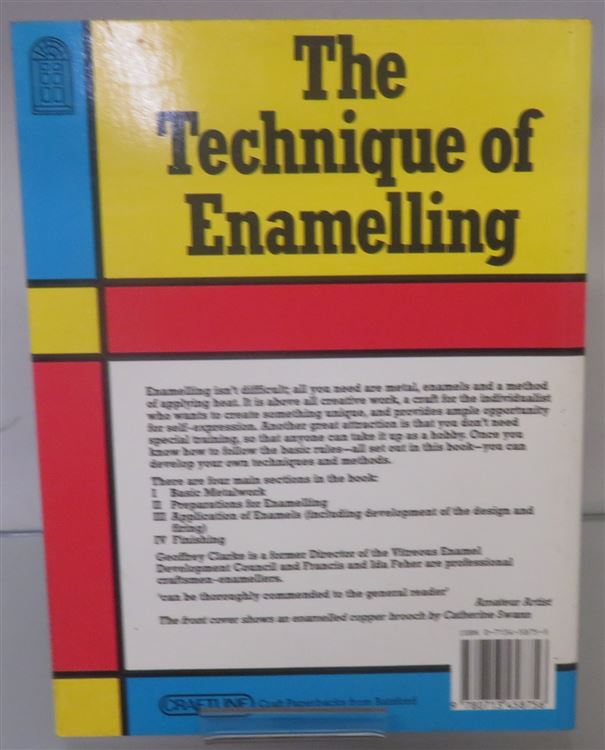 The
Technique of
Enamelling
Enamelling isn't difficult; all you need are metal, enamels and a method
of applying heat. It is above all creative work, a craft for the individualist
who wants to create something unique, and provides ample opportunity
for self-expression. Another great attraction is that you don't need
special training, so that anyone can take it up as a hobby. Once you
know how to follow the basic rules—all set out in this book—you can
develop your own techniques and methods.
There are four main sections in the book:
I Basic Metalwork
II Preparations for Enamelling
III Application of Enamels (including development of the design and
firing)
IV Finishing
Geoffrey Clarke is a former Director of the Vitreous Enamel
Development Council and Francis and Ida Feher are professional
craftsmen-enamellers.
'can be thoroughly commended to the general reader'
Amateur Artist
The front cover shows an enamelled copper brooch by Catherine Swann
ISBN 0-7134-5875-6
9 780713 458756
CRAFTLINE Craft Paperbacks from Batsford